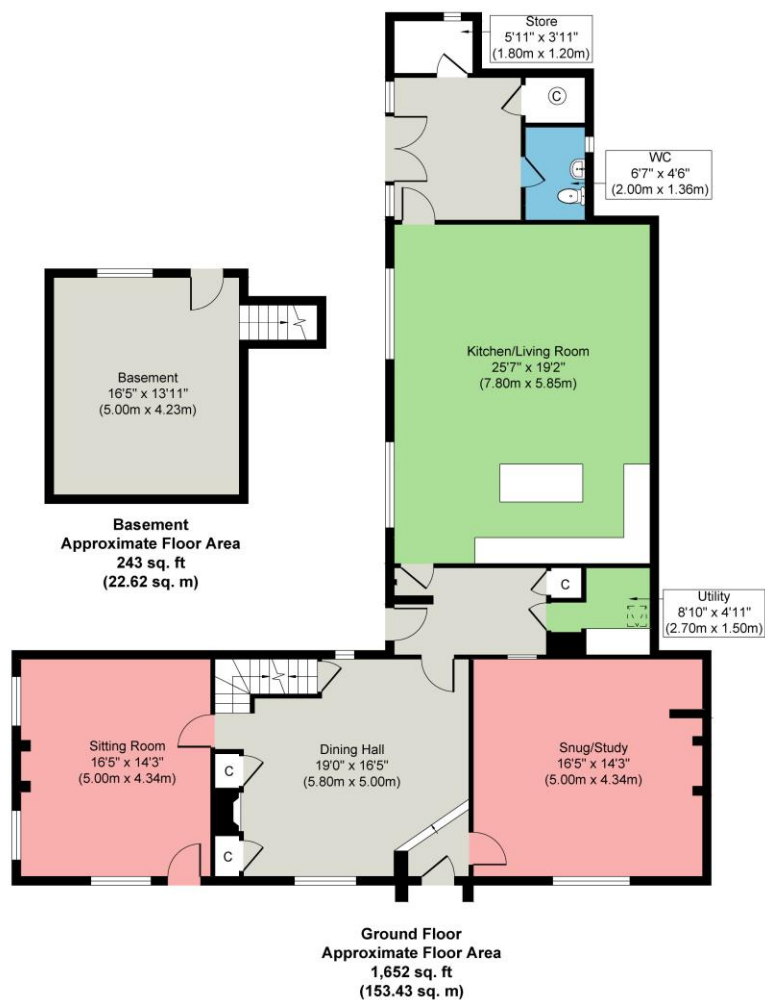 Store
5'11" x 3'11"
(1.80m x 1.20m)
C
WC
6'7" x 4'6"
(2.00m x 1.36m)
Kitchen/Living Room
25'7" x 19'2"
(7.80m x 5.85m)
Basement
16'5" x 13'11"
(5.00m x 4.23m)
Basement
Approximate Floor Area
243 sq. ft
(22.62 sq. m)
C
Utility
8'10" x 4'11"
(2.70m x 1.50m)
Sitting Room
16'5" x 14'3"
(5.00m x 4.34m)
C
C
Dining Hall
19'0" x 16'5"
(5.80m x 5.00m)
Snug/Study
16'5" x 14'3"
(5.00m x 4.34m)
Ground Floor
Approximate Floor Area
1,652 sq. ft
(153.43 sq. m)